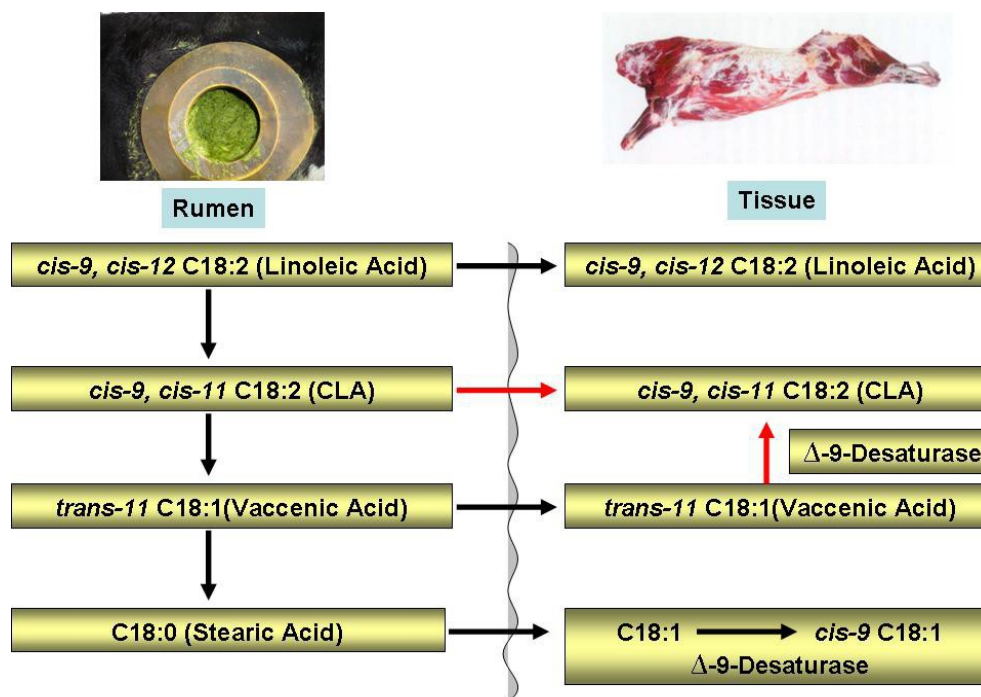 Rumen
Tissue
cis-9, cis-12 C18:2 (Linoleic Acid)
cis-9, cis-12 C18:2 (Linoleic Acid)
cis-9, cis-11 C18:2 (CLA)
cis-9, cis-11 C18:2 (CLA)
Δ-9-Desaturase
trans-11 C18:1(Vaccenic Acid)
trans-11 C18:1(Vaccenic Acid)
C18:0 (Stearic Acid)
C18:1 cis-9 C18:1
Δ-9-Desaturase